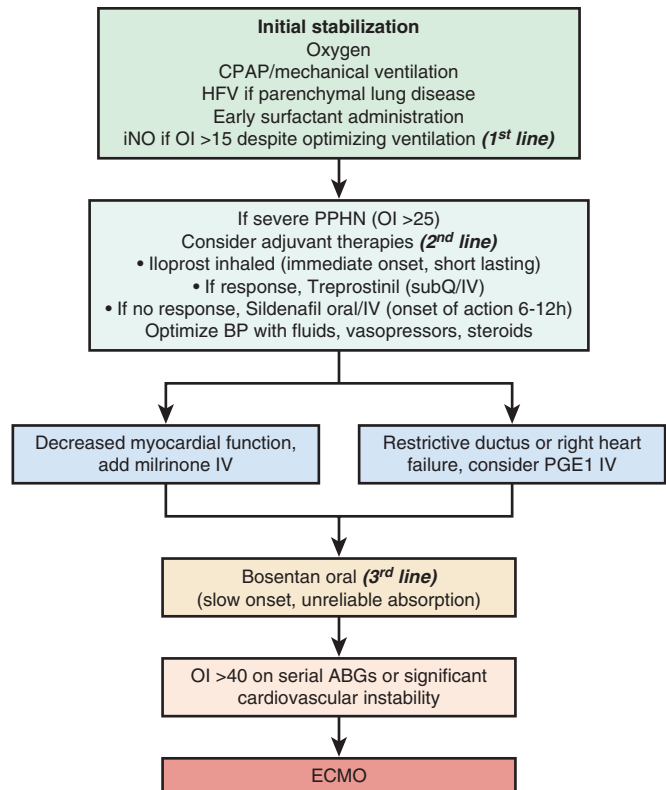 Initial stabilization
Oxygen
CPAP/mechanical ventilation
HFV if parenchymal lung disease
Early surfactant administration
iNO if OI >15 despite optimizing ventilation (1st line)
If severe PPHN (OI >25)
Consider adjuvant therapies (2nd line)
• Iloprost inhaled (immediate onset, short lasting)
• If response, Treprostinil (subQ/IV)
• If no response, Sildenafil oral/IV (onset of action 6-12h)
Optimize BP with fluids, vasopressors, steroids
Decreased myocardial function,
add milrinone IV
Restrictive ductus or right heart
failure, consider PGE1 IV
Bosentan oral (3rd line)
(slow onset, unreliable absorption)
OI >40 on serial ABGs or significant
cardiovascular instability
ECMO